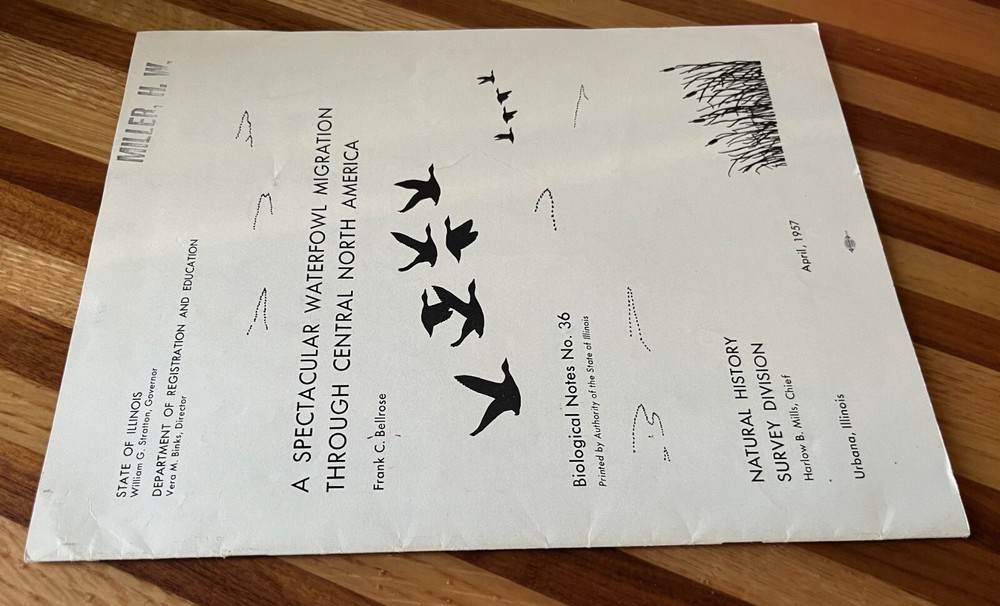 MILLER, H. W.
STATE OF ILLINOIS
William G. Stratton, Governor
DEPARTMENT OF REGISTRATION AND EDUCATION
Vera M. Binks, Director
A SPECTACULAR WATERFOWL MIGRATION
THROUGH CENTRAL NORTH AMERICA
Frank C. Bellrose
Biological Notes No. 36
Printed by Authority of the State of Illinois
NATURAL HISTORY
SURVEY DIVISION
Harlow B. Mills, Chief
Urbana, Illinois
April, 1957